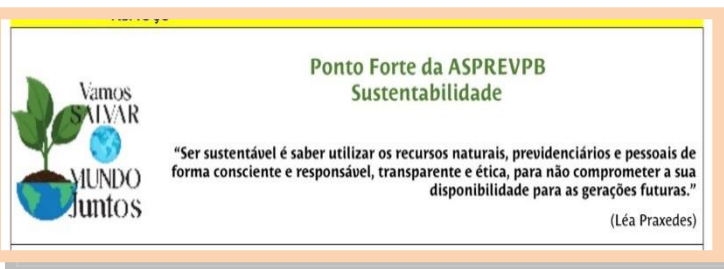 Ponto Forte da ASPREVPB
Sustentabilidade
Vamos
SALVAR
MUNDO
Juntos
“Ser sustentável é saber utilizar os recursos naturais, previdenciários e pessoais de
forma consciente e responsável, transparente e ética, para não comprometer a sua
disponibilidade para as gerações futuras.”
(Léa Praxedes)